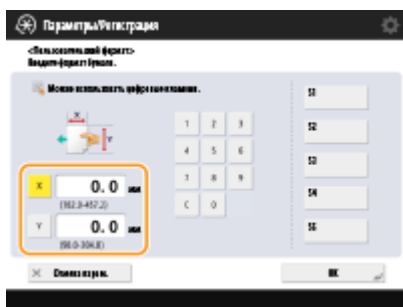 Параметры/Регистрация
<Пользовательский формат>
Введите формат бумаги.
Можно использовать цифровые клавиши.
X
Y
1 2 3
4 5 6
7 8 9
C 0
X 0.0 мм
(182.0-457.2)
Y 0.0 мм
(98.0-304.8)
S1
S2
S3
S4
S5
Отмена парам.
OK